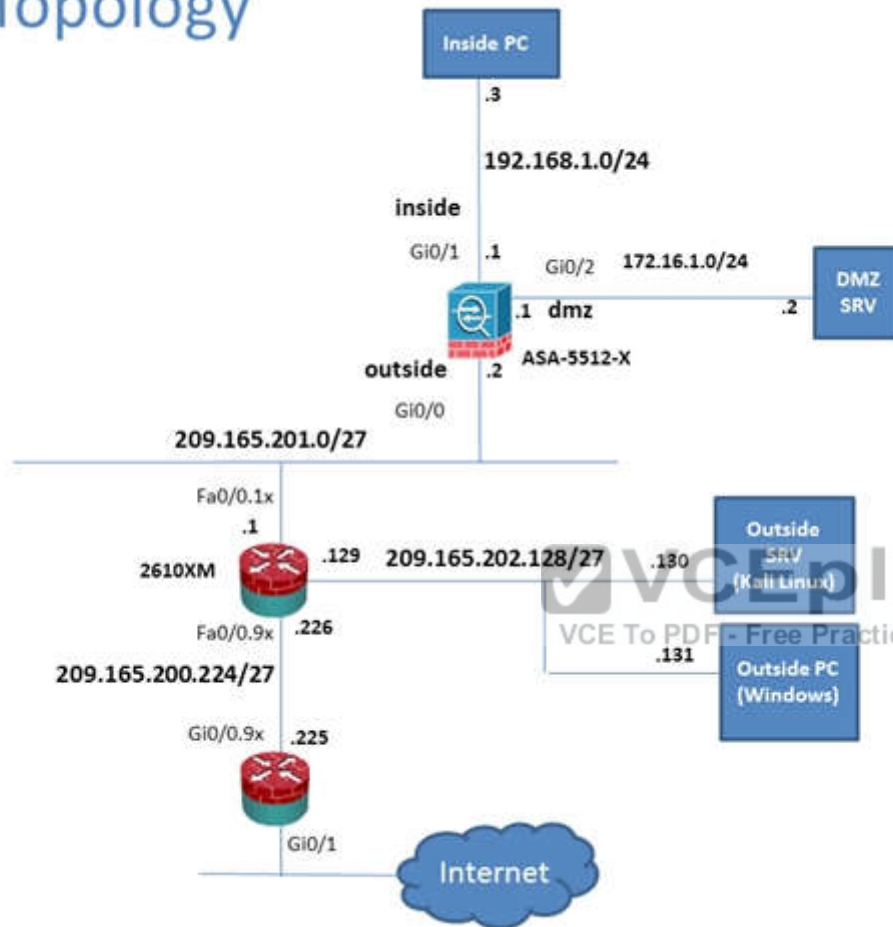 Topology
Inside PC
.3
192.168.1.0/24
inside
Gi0/1
.1
Gi0/2
172.16.1.0/24
DMZ
SRV
.1
dmz
.2
ASA-5512-X
outside
.2
Gi0/0
209.165.201.0/27
Fa0/0.1x
.1
2610XM
.129
209.165.202.128/27
.130
Outside
SRV
(Kali Linux)
VCEpl
VCE To PDF - Free Practic
.226
Fa0/0.9x
209.165.200.224/27
.131
Outside PC
(Windows)
Gi0/0.9x
.225
Gi0/1
Internet